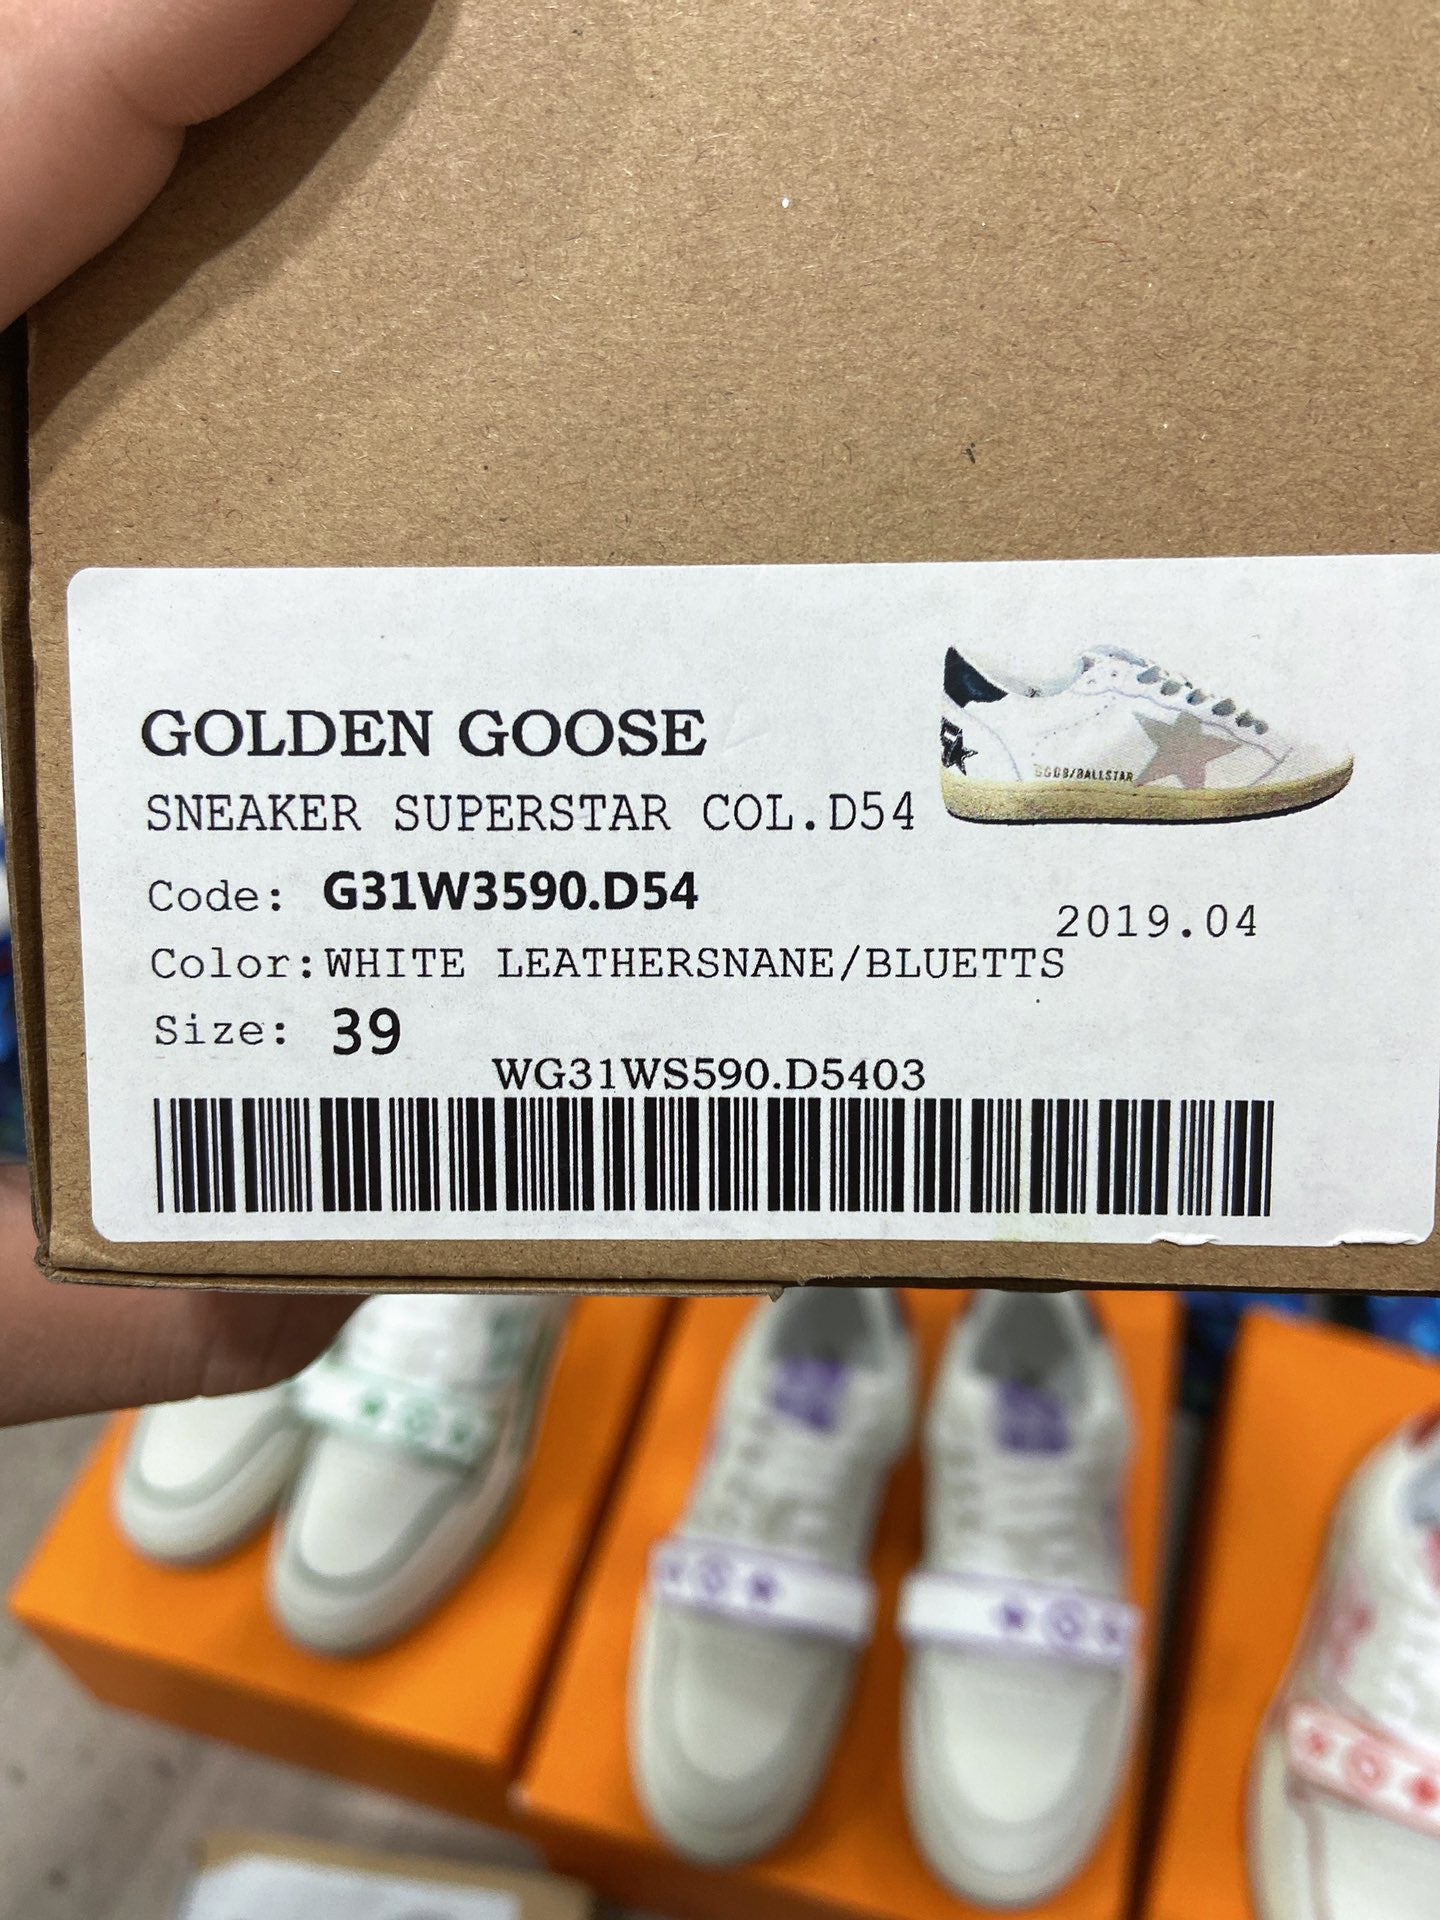 GOLDEN GOOSE
SNEAKER SUPERSTAR COL.D54
Code: G31W3590.D54
2019.04
Color:WHITE LEATHERSNANE/BLUETTS
Size: 39
WG31WS590.D5403